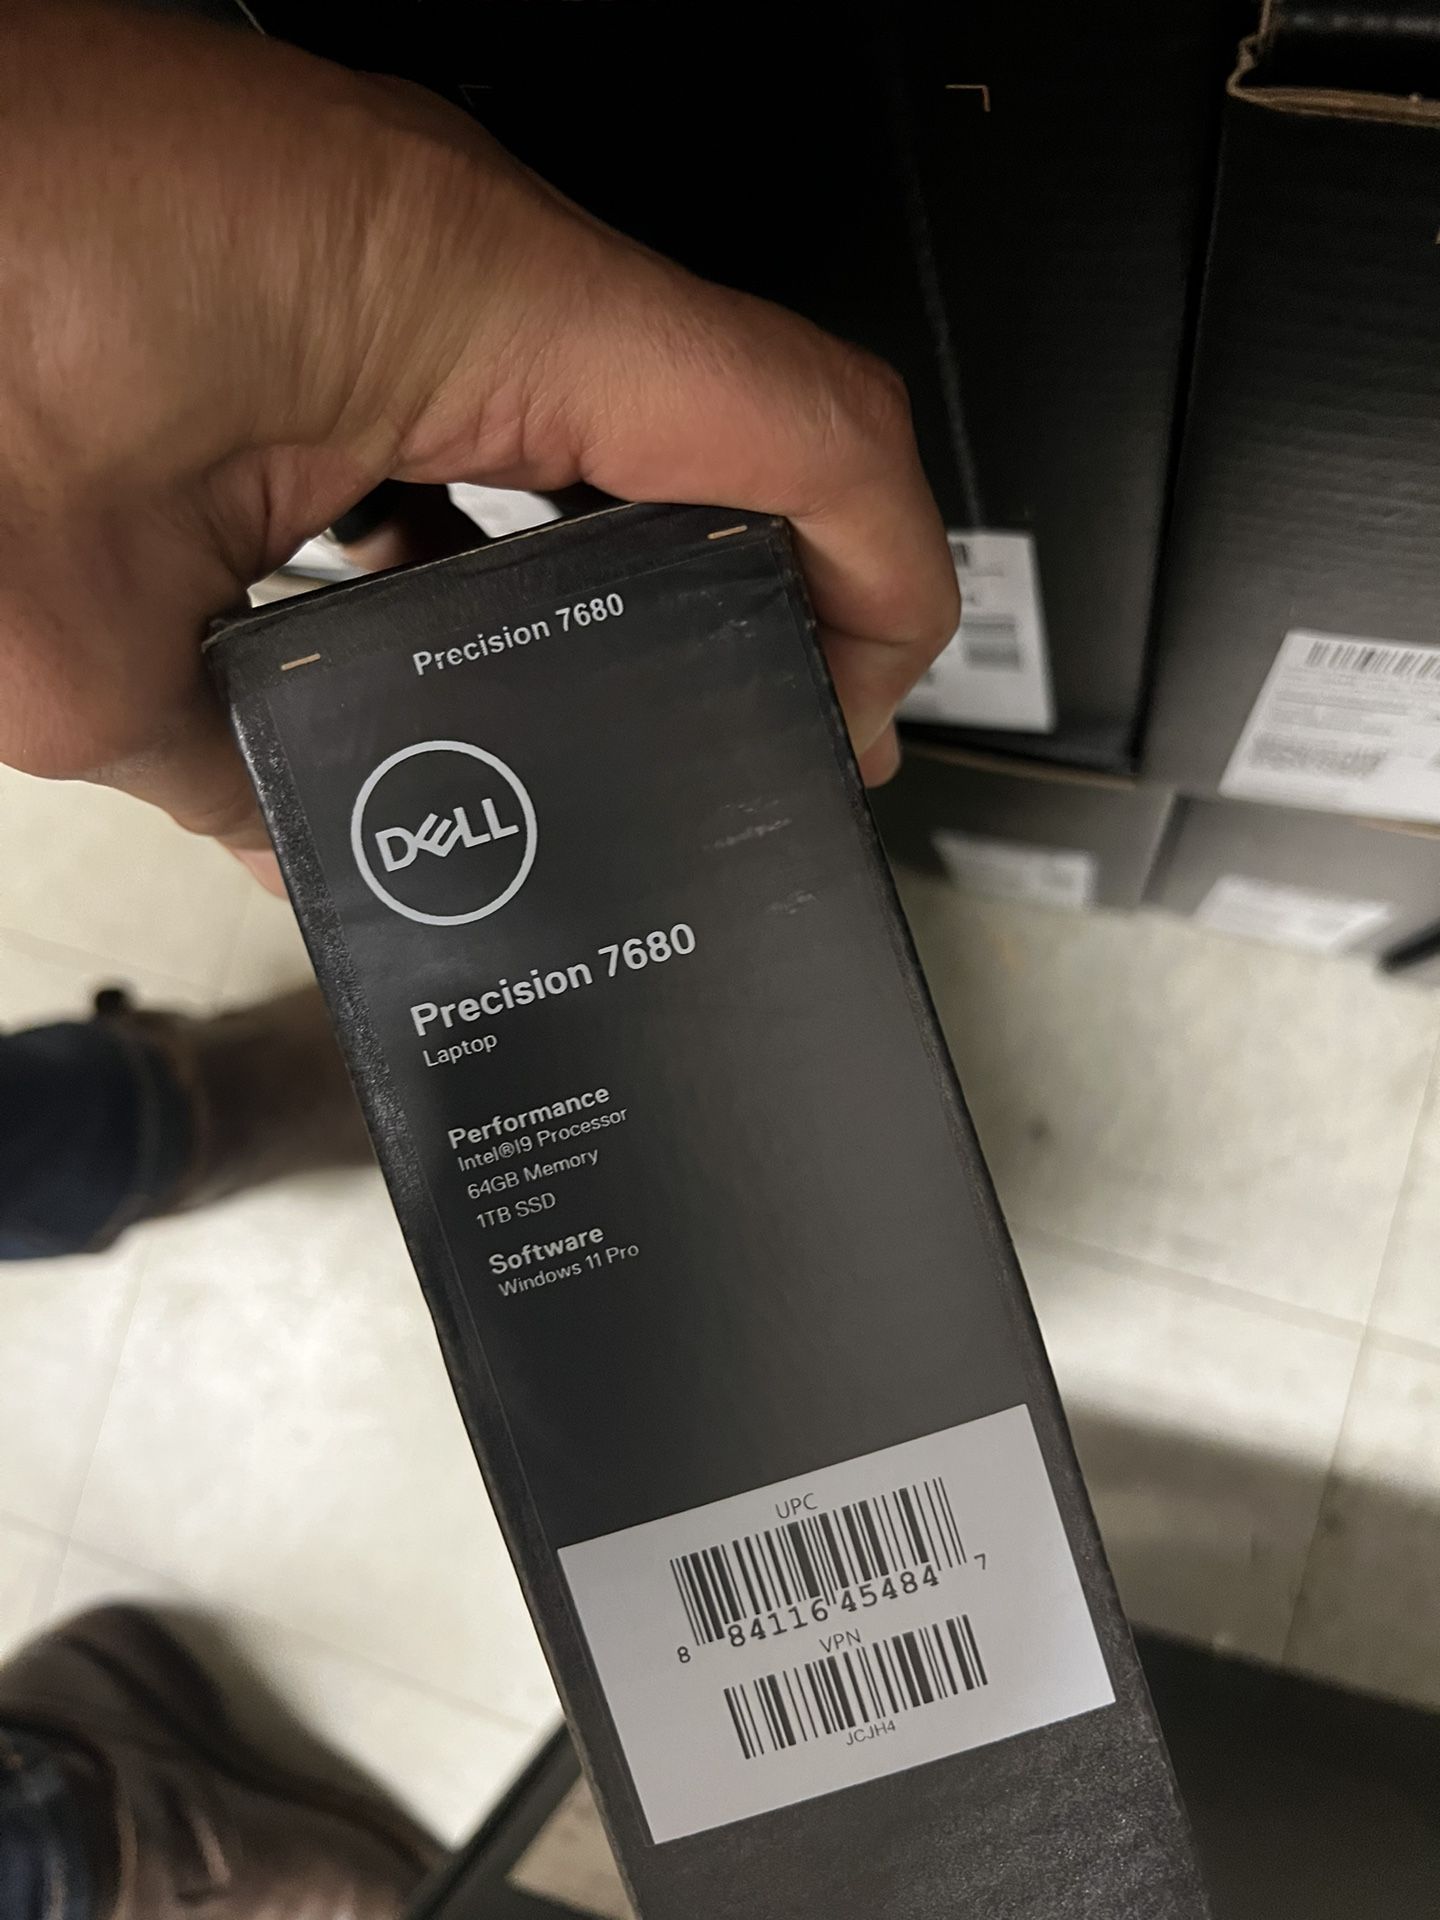 Precision 7680
DELL
Precision 7680
Laptop
Performance
Intel®I9 Processor
64GB Memory
1TB SSD
Software
Windows 11 Pro
UPC
8 84116 45484 7
VPN
JCJH4